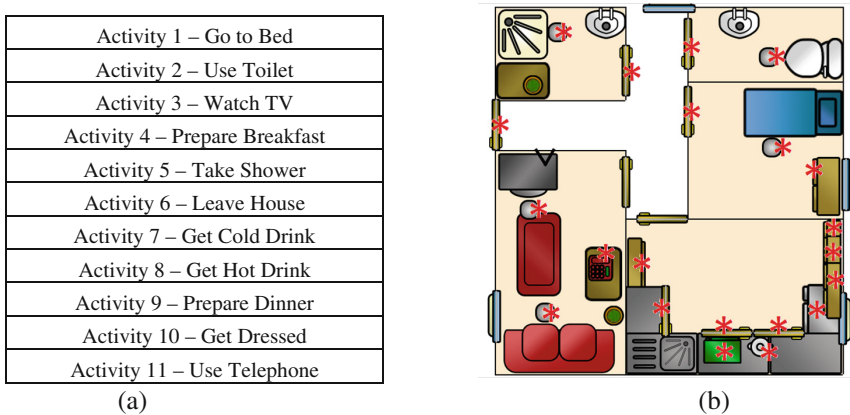 Activity 1 – Go to Bed
Activity 2 – Use Toilet
Activity 3 – Watch TV
Activity 4 – Prepare Breakfast
Activity 5 – Take Shower
Activity 6 – Leave House
Activity 7 – Get Cold Drink
Activity 8 – Get Hot Drink
Activity 9 – Prepare Dinner
Activity 10 – Get Dressed
Activity 11 – Use Telephone
(a)
(b)